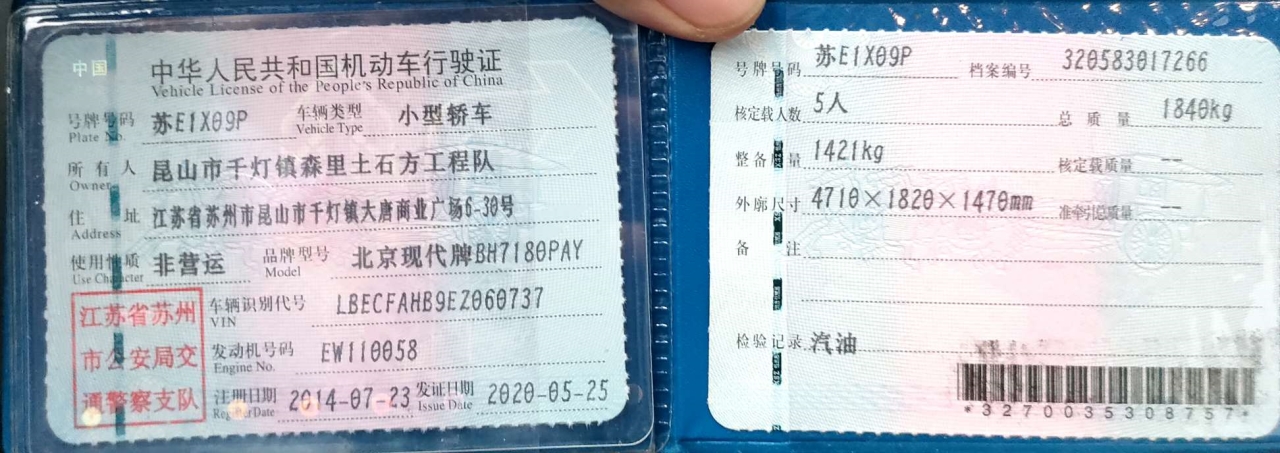 中国
中华人民共和国机动车行驶证
Vehicle License of the People's Republic of China
号牌号码 苏E1X09P 车辆类型 小型轿车
Plate No. Vehicle Type
所有人 昆山市千灯镇森里土石方工程队
Owner
住址 江苏省苏州市昆山市千灯镇大唐商业广场6-30号
Address
使用性质 非营运 品牌型号 北京现代牌BH7180PAY
Use Character Model
江苏省苏州
市公安局交
通警察支队
车辆识别代号 LBECFAHB9EZ060737
VIN
发动机号码 EW110058
Engine No.
注册日期 2014-07-23 发证日期 2020-05-25
Register Date Issue Date
号牌号码 苏E1X09P 档案编号 320583017266
核定载人数 5人 总质量 1840kg
整备质量 1421kg 核定载质量 --
外廓尺寸 4710×1820×1470mm 准牵引总质量 --
备注
检验记录 汽油
*3270035308757*